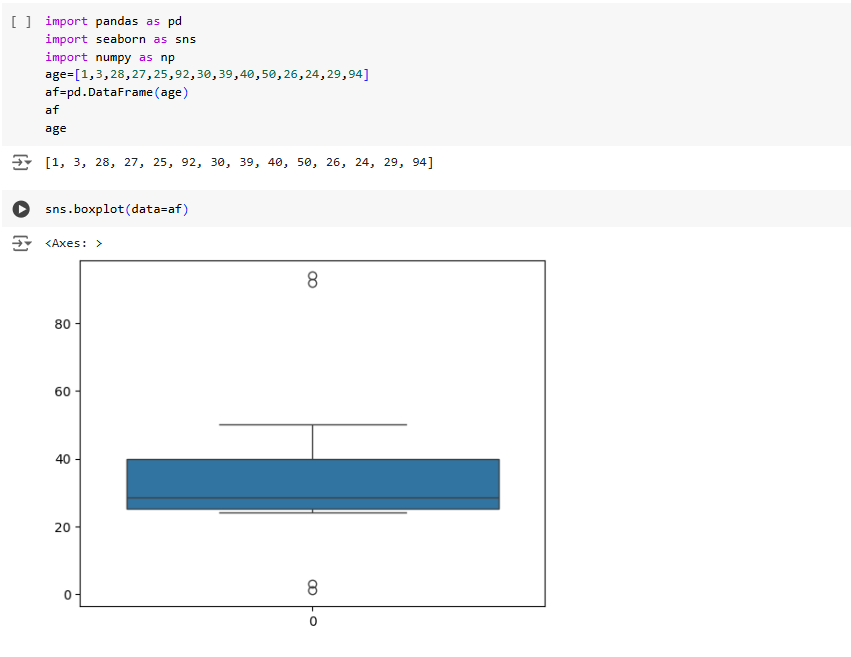 [ ] import pandas as pd
import seaborn as sns
import numpy as np
age=[1,3,28,27,25,92,30,39,40,50,26,24,29,94]
af=pd.DataFrame(age)
af
age
[1, 3, 28, 27, 25, 92, 30, 39, 40, 50, 26, 24, 29, 94]
sns.boxplot(data=af)
<Axes: >
80
60
40
20
0
0